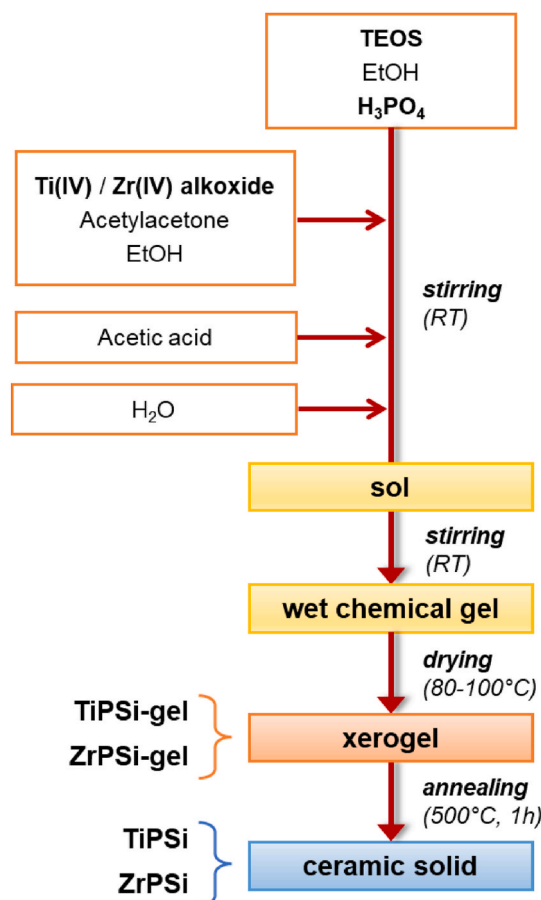 TEOS
EtOH
H₃PO₄
Ti(IV) / Zr(IV) alkoxide
Acetylacetone
EtOH
stirring
(RT)
Acetic acid
H₂O
sol
stirring
(RT)
wet chemical gel
drying
(80-100°C)
TiPSi-gel
ZrPSi-gel
xerogel
annealing
(500°C, 1h)
TiPSi
ZrPSi
ceramic solid